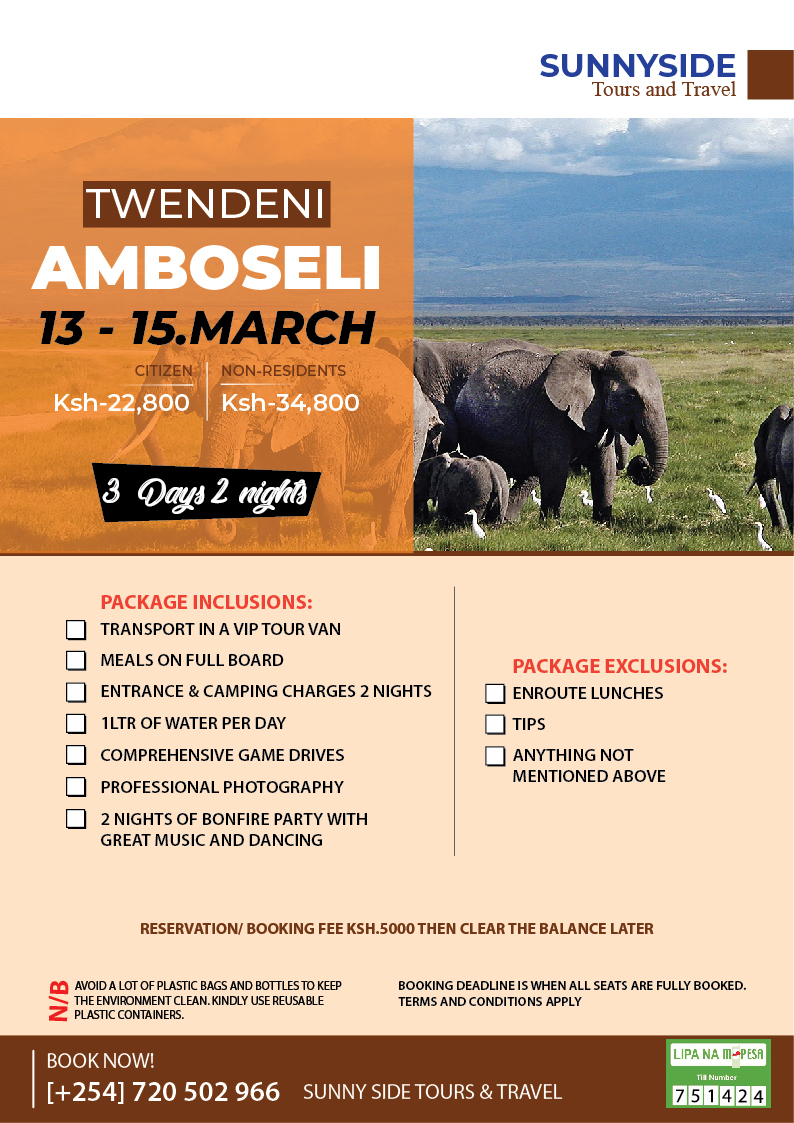 SUNNYSIDE
Tours and Travel
TWENDENI
AMBOSELI
13 - 15.MARCH
CITIZEN
Ksh-22,800
NON-RESIDENTS
Ksh-34,800
3 Days 2 nights
PACKAGE INCLUSIONS:
TRANSPORT IN A VIP TOUR VAN
MEALS ON FULL BOARD
ENTRANCE & CAMPING CHARGES 2 NIGHTS
1LTR OF WATER PER DAY
COMPREHENSIVE GAME DRIVES
PROFESSIONAL PHOTOGRAPHY
2 NIGHTS OF BONFIRE PARTY WITH
GREAT MUSIC AND DANCING
PACKAGE EXCLUSIONS:
ENROUTE LUNCHES
TIPS
ANYTHING NOT
MENTIONED ABOVE
RESERVATION/ BOOKING FEE KSH.5000 THEN CLEAR THE BALANCE LATER
N/B
AVOID A LOT OF PLASTIC BAGS AND BOTTLES TO KEEP
THE ENVIRONMENT CLEAN. KINDLY USE REUSABLE
PLASTIC CONTAINERS.
BOOKING DEADLINE IS WHEN ALL SEATS ARE FULLY BOOKED.
TERMS AND CONDITIONS APPLY
BOOK NOW!
[+254] 720 502 966
SUNNY SIDE TOURS & TRAVEL
LIPA NA M-PESA
Till Number
751424